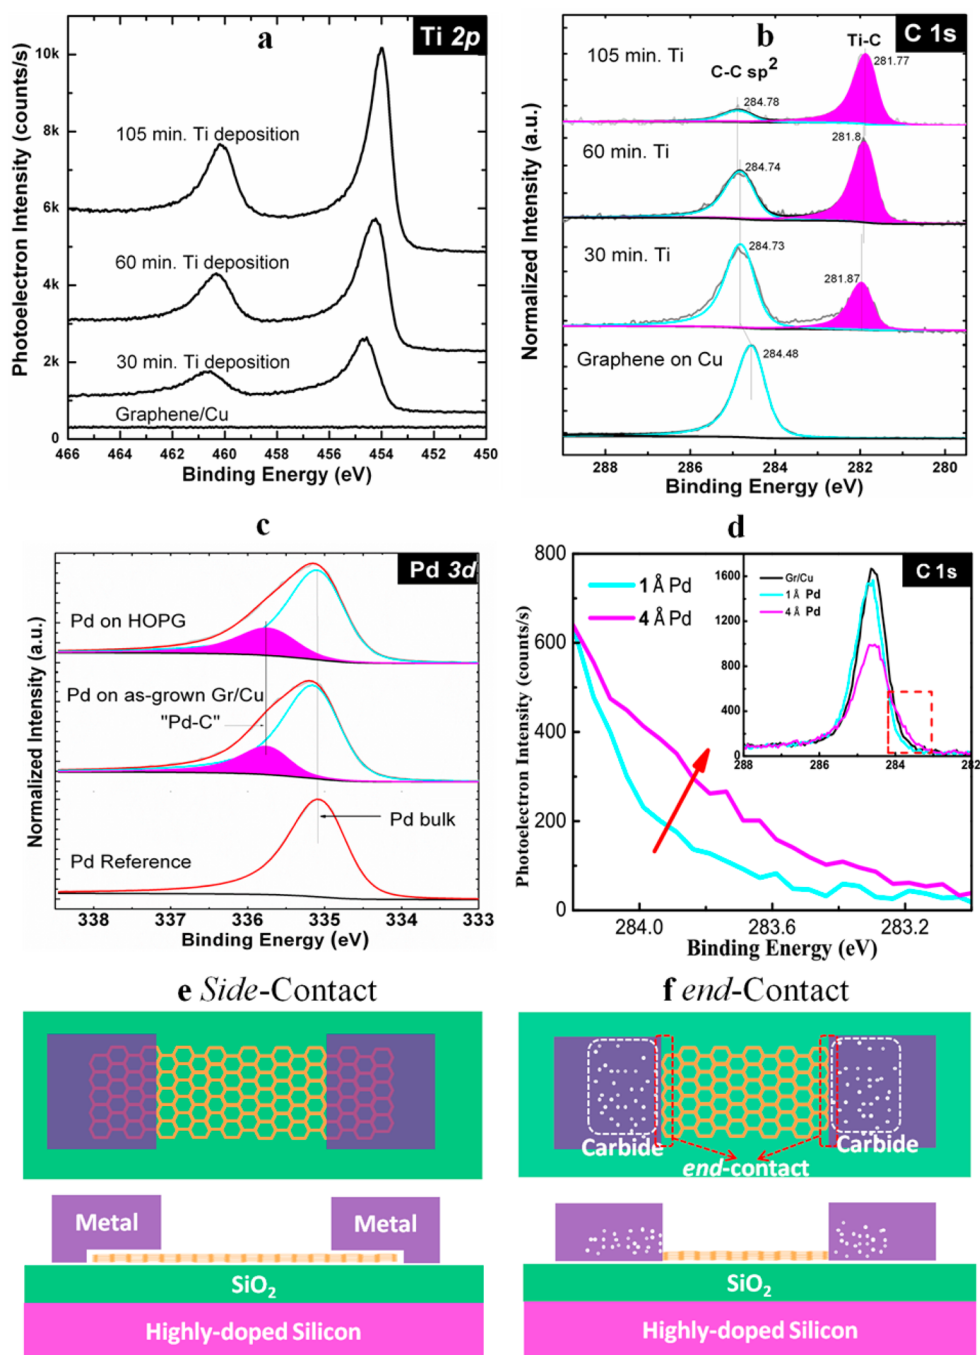 a
Ti 2p
Photoelectron Intensity (counts/s)
10k
8k
6k
4k
2k
0
105 min. Ti deposition
60 min. Ti deposition
30 min. Ti deposition
Graphene/Cu
466 464 462 460 458 456 454 452 450
Binding Energy (eV)
b
C 1s
Normalized Intensity (a.u.)
Ti-C
C-C sp2
105 min. Ti
281.77
284.78
60 min. Ti
281.8
284.74
30 min. Ti
284.73
281.87
Graphene on Cu
284.48
288 286 284 282 280
Binding Energy (eV)
c
Pd 3d
Normalized Intensity (a.u.)
Pd on HOPG
Pd on as-grown Gr/Cu
"Pd-C"
Pd bulk
Pd Reference
338 337 336 335 334 333
Binding Energy (eV)
d
C 1s
Photoelectron Intensity (counts/s)
800
600
400
200
0
1 Å Pd
4 Å Pd
1600
1200
800
400
0
Gr/Cu
1 Å Pd
4 Å Pd
288 286 284 282
284.0 283.6 283.2
Binding Energy (eV)
e Side-Contact
Metal Metal
SiO2
Highly-doped Silicon
f end-Contact
Carbide Carbide
end-contact
SiO2
Highly-doped Silicon